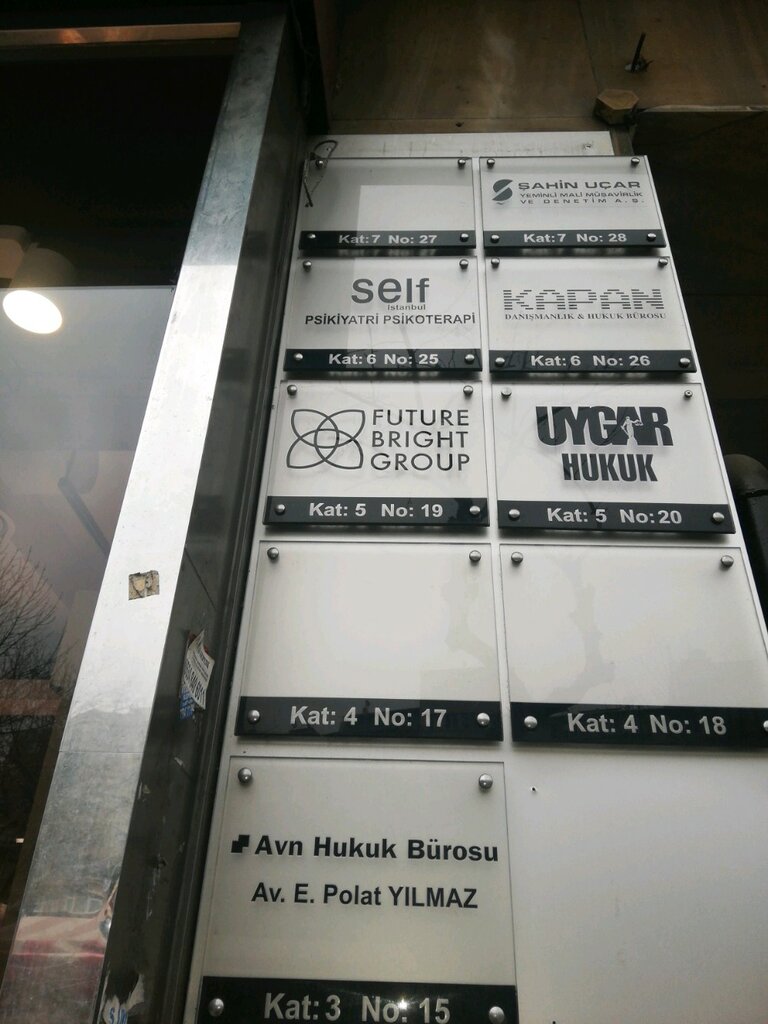 Kat:7 No: 27
ŞAHİN UÇAR
YEMİNLİ MALİ MÜŞAVİRLİK
VE DENETİM A.Ş.
Kat:7 No: 28
self
istanbul
PSİKİYATRİ PSİKOTERAPİ
Kat: 6 No: 25
KAPAN
DANIŞMANLIK & HUKUK BÜROSU
Kat: 6 No: 26
FUTURE
BRIGHT
GROUP
Kat: 5 No: 19
UYGAR
HUKUK
Kat: 5 No: 20
Kat: 4 No: 17
Kat: 4 No: 18
Avn Hukuk Bürosu
Av. E. Polat YILMAZ
Kat: 3 No: 15